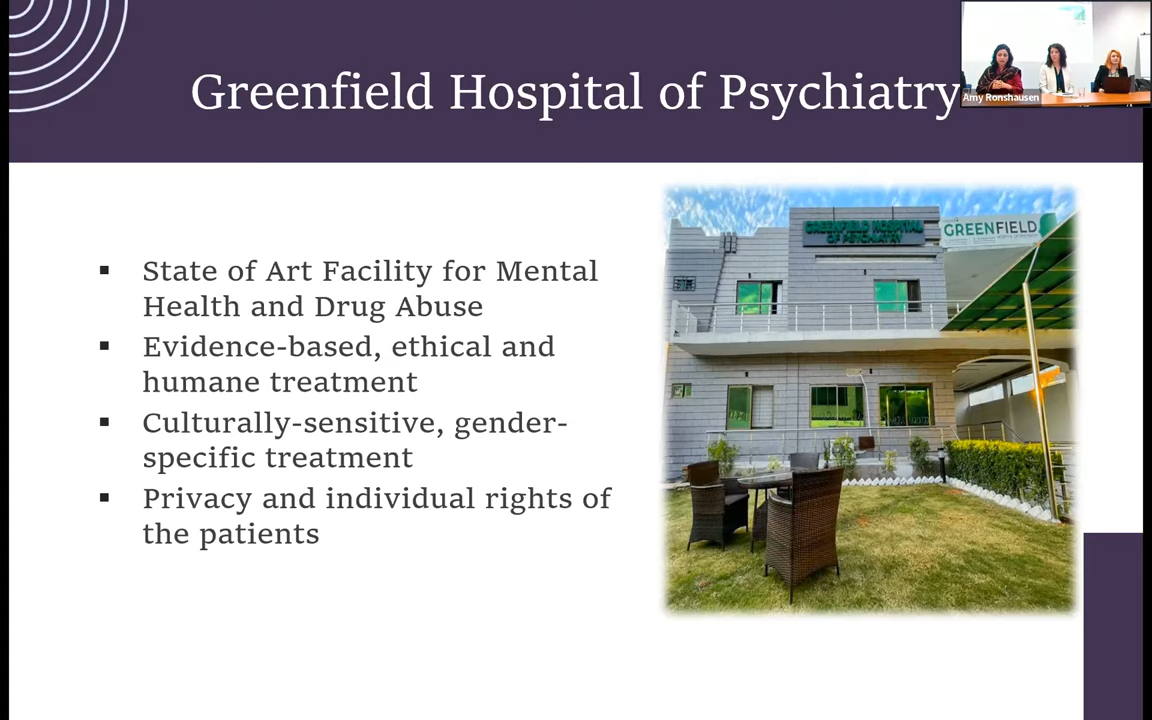 Greenfield Hospital of Psychiatry
Amy Ronshausen
▪ State of Art Facility for Mental
Health and Drug Abuse
▪ Evidence-based, ethical and
humane treatment
▪ Culturally-sensitive, gender-
specific treatment
▪ Privacy and individual rights of
the patients
GREENFIELD HOSPITAL
OF PSYCHIATRY
GREENFIELD